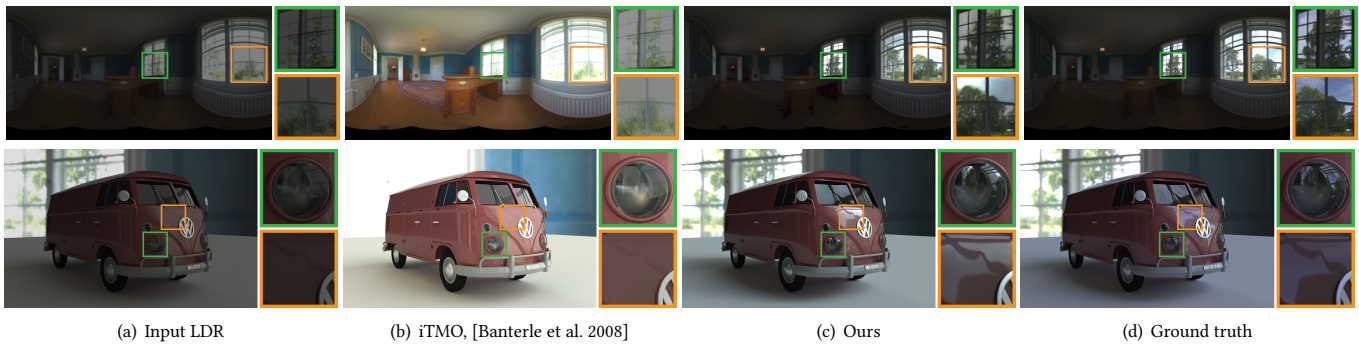 (a) Input LDR
(b) iTMO, [Banterle et al. 2008]
(c) Ours
(d) Ground truth